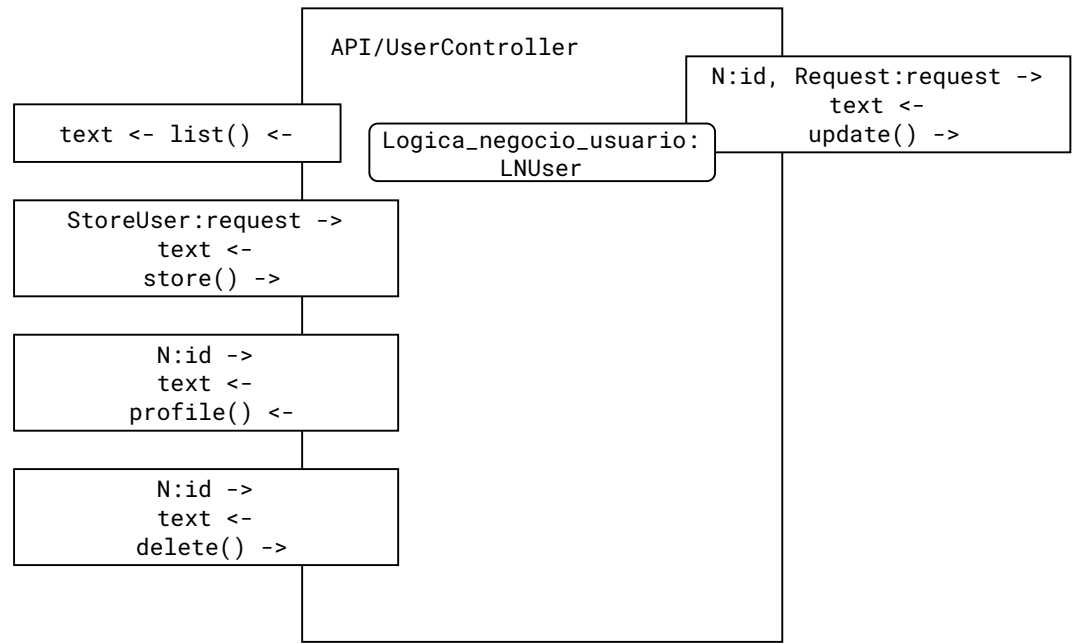 API/UserController
N:id, Request:request ->
text <-
update() ->
text <- list() <-
Logica_negocio_usuario:
LNUser
StoreUser:request ->
text <-
store() ->
N:id ->
text <-
profile() <-
N:id ->
text <-
delete() ->